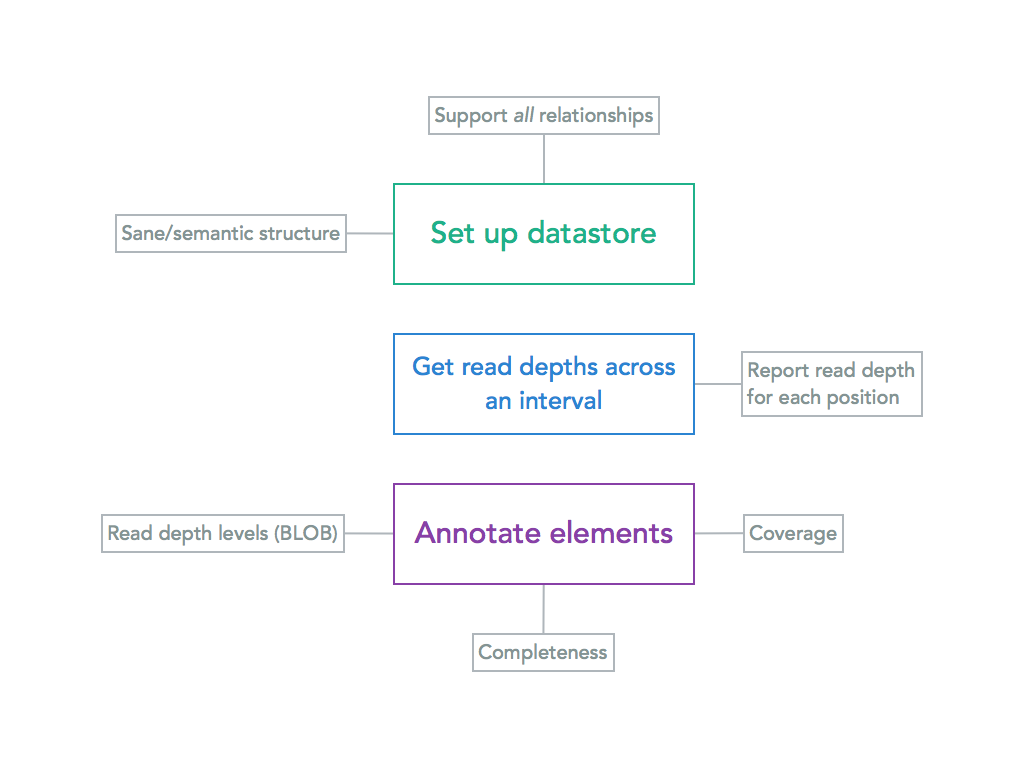 Support all relationships
Sane/semantic structure
Set up datastore
Get read depths across
an interval
Report read depth
for each position
Read depth levels (BLOB)
Annotate elements
Coverage
Completeness